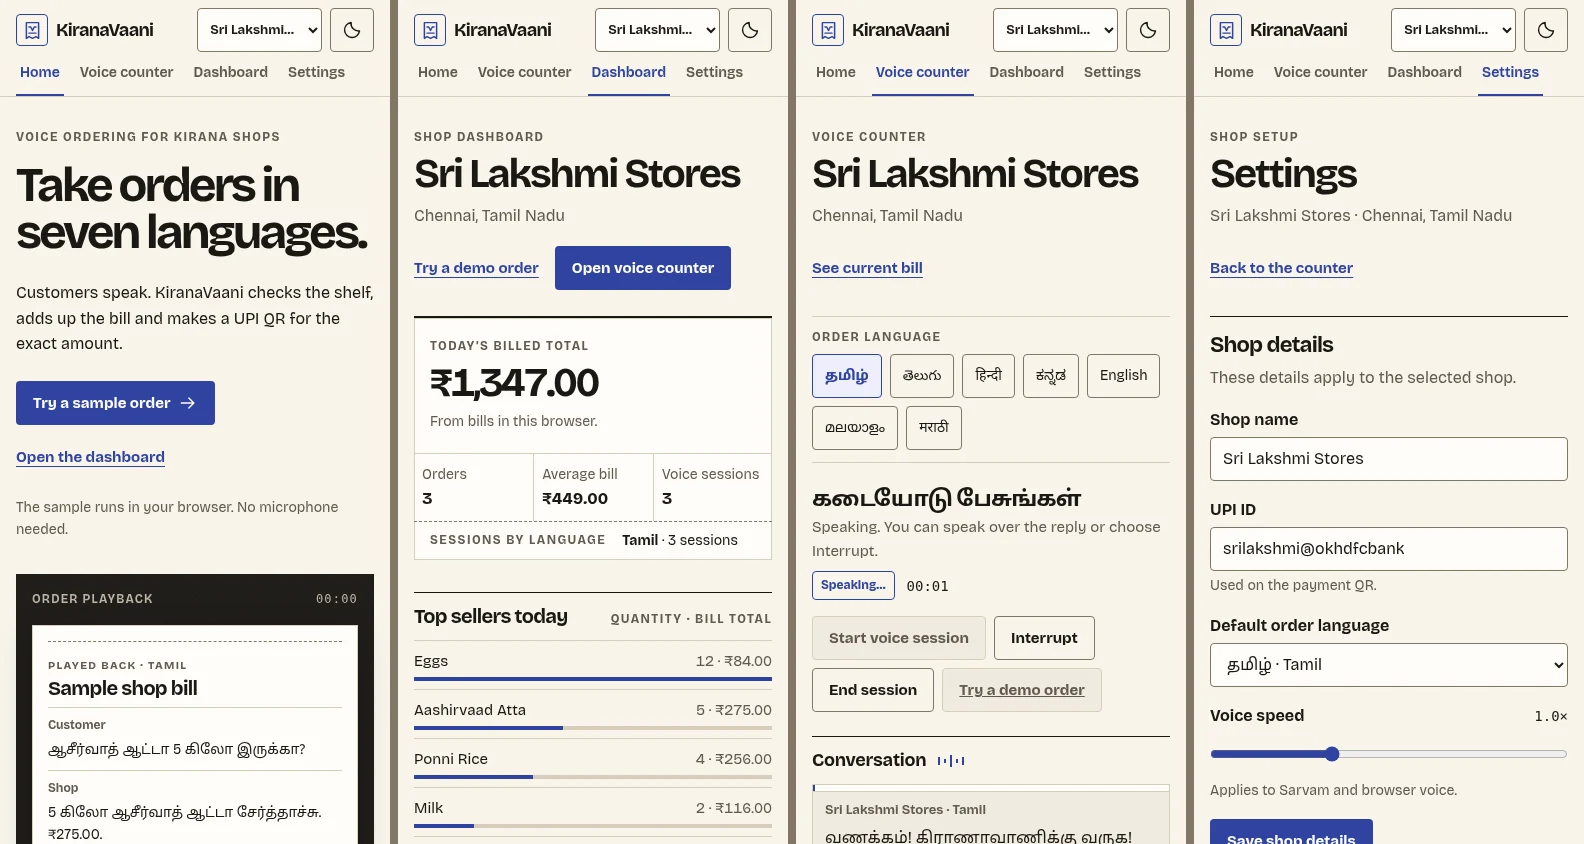 KiranaVaani
Sri Lakshmi...
Home Voice counter Dashboard Settings
VOICE ORDERING FOR KIRANA SHOPS
Take orders in
seven languages.
Customers speak. KiranaVaani checks the shelf,
adds up the bill and makes a UPI QR for the
exact amount.
Try a sample order →
Open the dashboard
The sample runs in your browser. No microphone
needed.
ORDER PLAYBACK 00:00
PLAYED BACK · TAMIL
Sample shop bill
Customer
ஆசீர்வாத் ஆட்டா 5 கிலோ இருக்கா?
Shop
5 கிலோ ஆசீர்வாத் ஆட்டா சேர்த்தாச்சு.
₹275.00.
KiranaVaani
Sri Lakshmi...
Home Voice counter Dashboard Settings
SHOP DASHBOARD
Sri Lakshmi Stores
Chennai, Tamil Nadu
Try a demo order Open voice counter
TODAY'S BILLED TOTAL
₹1,347.00
From bills in this browser.
Orders Average bill Voice sessions
3 ₹449.00 3
SESSIONS BY LANGUAGE Tamil · 3 sessions
Top sellers today QUANTITY · BILL TOTAL
Eggs 12 · ₹84.00
Aashirvaad Atta 5 · ₹275.00
Ponni Rice 4 · ₹256.00
Milk 2 · ₹116.00
KiranaVaani
Sri Lakshmi...
Home Voice counter Dashboard Settings
VOICE COUNTER
Sri Lakshmi Stores
Chennai, Tamil Nadu
See current bill
ORDER LANGUAGE
தமிழ் తెలుగు हिन्दी ಕನ್ನಡ English
മലയാളം मराठी
கடையோடு பேசுங்கள்
Speaking. You can speak over the reply or choose
Interrupt.
Speaking... 00:01
Start voice session Interrupt
End session Try a demo order
Conversation
Sri Lakshmi Stores · Tamil
வணக்கம்! கிராணாவாணிக்கு வருக!
KiranaVaani
Sri Lakshmi...
Home Voice counter Dashboard Settings
SHOP SETUP
Settings
Sri Lakshmi Stores · Chennai, Tamil Nadu
Back to the counter
Shop details
These details apply to the selected shop.
Shop name
Sri Lakshmi Stores
UPI ID
srilakshmi@okhdfcbank
Used on the payment QR.
Default order language
தமிழ் · Tamil
Voice speed 1.0×
Applies to Sarvam and browser voice.
Save shop details